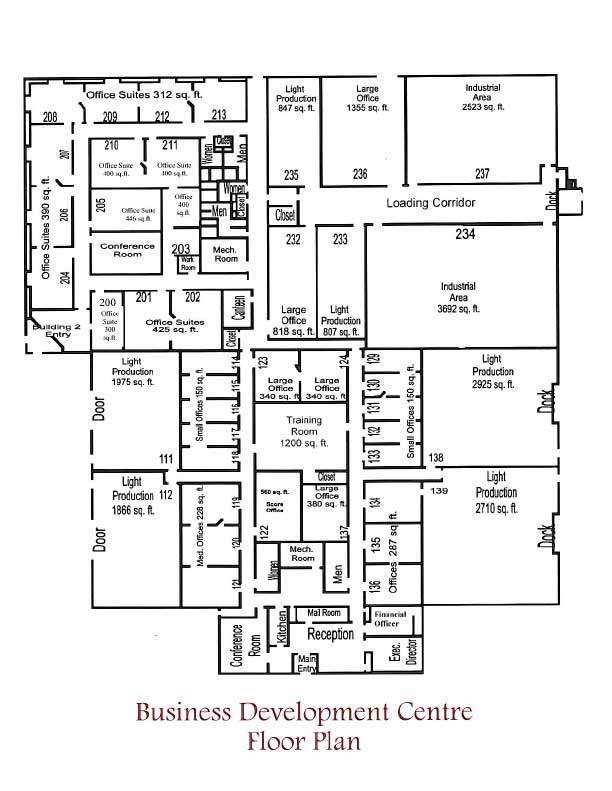 Office Suites 312 sq. ft.
208
209
212
213
Light
Production
847 sq. ft.
235
Large
Office
1355 sq. ft.
236
Industrial
Area
2523 sq. ft.
237
207
Office Suites 390 sq. ft.
206
204
210
Office Suite
400 sq.ft.
211
Office Suite
400 sq.ft.
Women
Closet
Men
205
Office Suite
446 sq.ft.
Office
400
sq.ft.
Women
Men
Closet
Conference
Room
203
Work
Room
Mech.
Room
Closet
Loading Corridor
Dock
232
Large
Office
818 sq. ft.
233
Light
Production
807 sq. ft.
234
Industrial
Area
3692 sq. ft.
Building 2
Entry
200
Office
Suite
300
sq.ft.
201
202
Office Suites
425 sq.ft.
Canteen
Closet
Light
Production
1975 sq. ft.
Door
111
Small Offices 150 sq. ft.
114
115
116
117
118
123
Large
Office
340 sq. ft.
124
Large
Office
340 sq. ft.
129
130
131
132
133
Small Offices 150 sq. ft.
Light
Production
2925 sq. ft.
Dock
138
Training
Room
1200 sq. ft.
Light
Production
1866 sq. ft.
112
Door
Med. Offices 228 sq. ft.
119
120
121
560 sq. ft.
Score
Office
122
Closet
Large
Office
380 sq. ft.
137
134
135
136
Offices 287 sq. ft.
139
Light
Production
2710 sq. ft.
Dock
Women
Mech.
Room
Men
Conference
Room
Kitchen
Mail Room
Reception
Main
Entry
Financial
Officer
Exec.
Director
Business Development Centre
Floor Plan